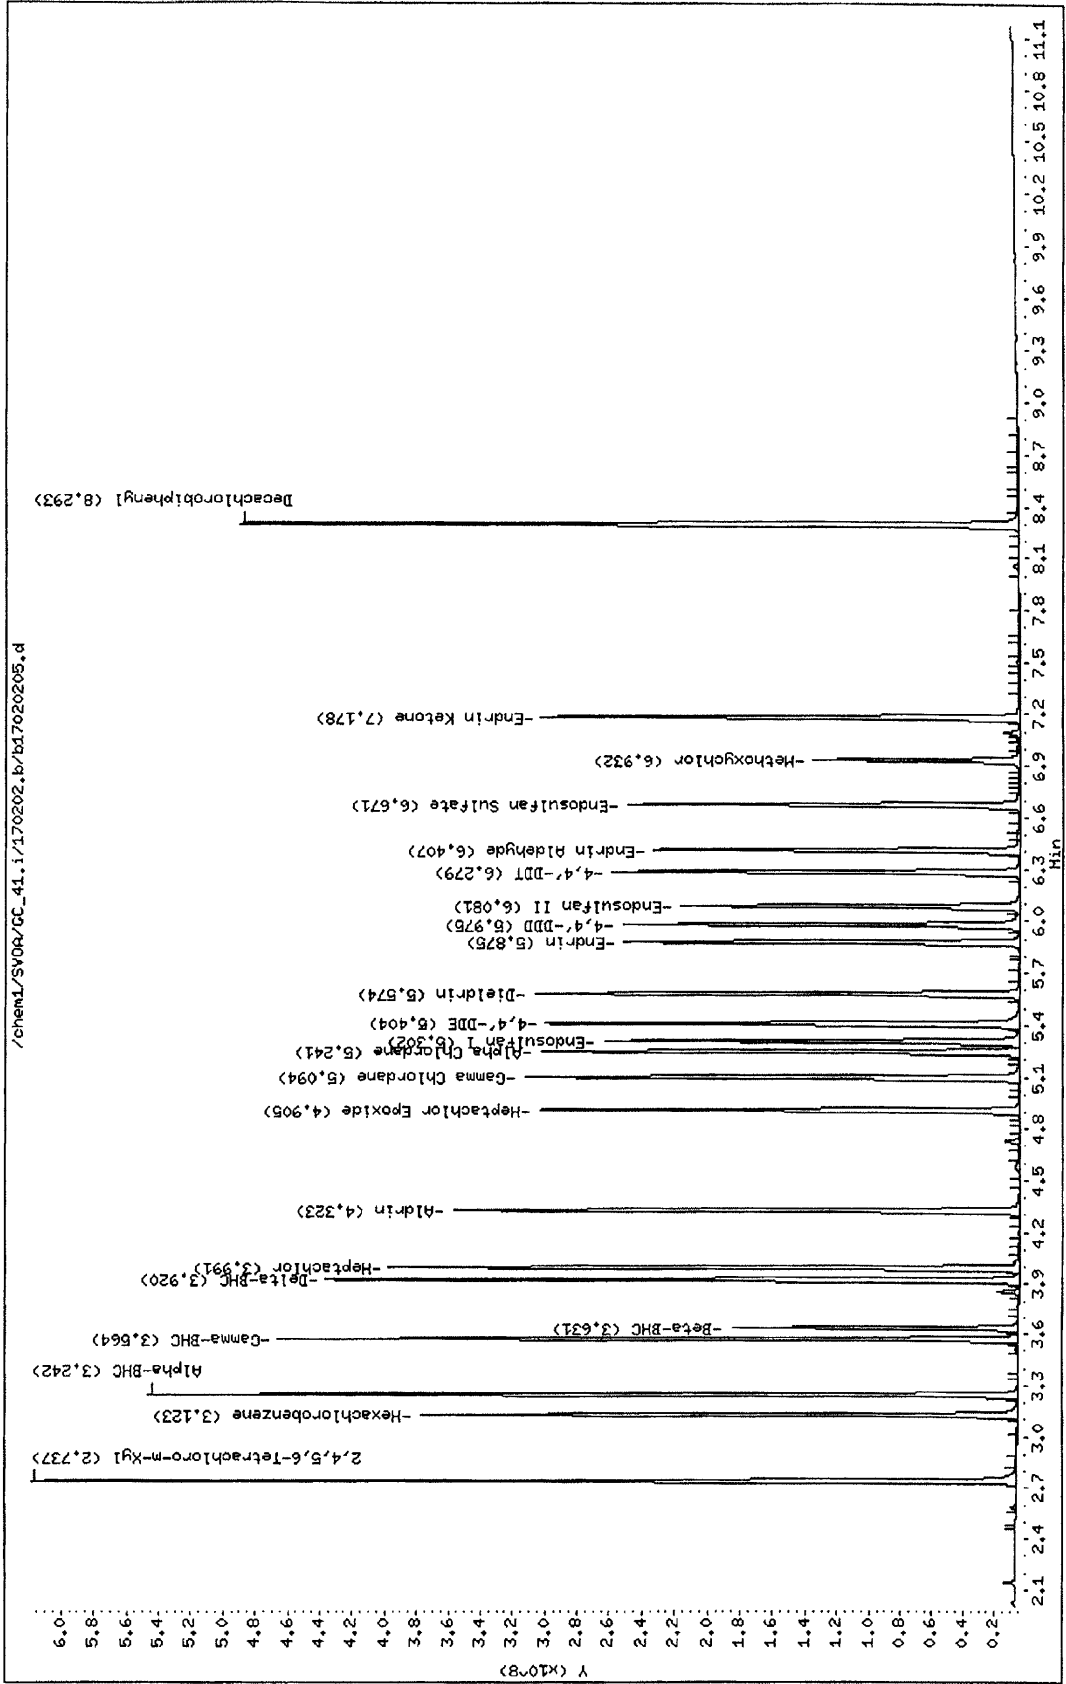 /chem1/SVOA/GC_41.i/170202.b/b17020205.d
Y (x10^8)
6.0
5.8
5.6
5.4
5.2
5.0
4.8
4.6
4.4
4.2
4.0
3.8
3.6
3.4
3.2
3.0
2.8
2.6
2.4
2.2
2.0
1.8
1.6
1.4
1.2
1.0
0.8
0.6
0.4
0.2
2,4,5,6-Tetrachloro-m-Xyl (2.737)
-Hexachlorobenzene (3.123)
Alpha-BHC (3.242)
-Gamma-BHC (3.564)
-Beta-BHC (3.631)
-Delta-BHC (3.920)
-Heptachlor (3.991)
-Aldrin (4.323)
-Heptachlor Epoxide (4.905)
-Gamma Chlordane (5.094)
-Alpha Chlordane (5.241)
-Endosulfan I (5.302)
-4,4'-DDE (5.404)
-Dieldrin (5.574)
-Endrin (5.875)
-4,4'-DDD (5.975)
-Endosulfan II (6.081)
-4,4'-DDT (6.279)
-Endrin Aldehyde (6.407)
-Endosulfan Sulfate (6.671)
-Methoxychlor (6.932)
-Endrin Ketone (7.178)
Decachlorobiphenyl (8.293)
2.1 2.4 2.7 3.0 3.3 3.6 3.9 4.2 4.5 4.8 5.1 5.4 5.7 6.0 6.3 6.6 6.9 7.2 7.5 7.8 8.1 8.4 8.7 9.0 9.3 9.6 9.9 10.2 10.5 10.8 11.1
Min